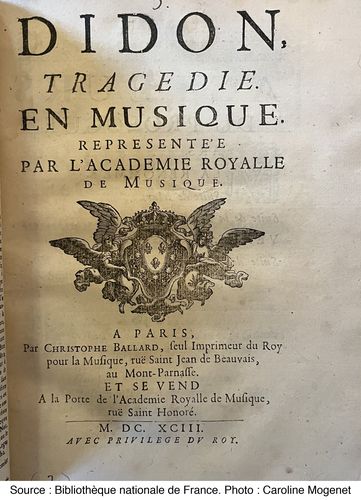 DIDON,
TRAGEDIE.
EN MUSIQUE.
REPRESENTE'E
PAR L'ACADEMIE ROYALLE
DE MUSIQUE.
A PARIS,
Par CHRISTOPHE BALLARD, ſeul Imprimeur du Roy
pour la Muſique, ruë Saint Jean de Beauvais,
au Mont-Parnaſſe.
ET SE VEND
A la Porte de l'Academie Royalle de Muſique,
ruë Saint Honoré.
M. DC. XCIII.
AVEC PRIVILEGE DV ROY.
Source : Bibliothèque nationale de France. Photo : Caroline Mogenet